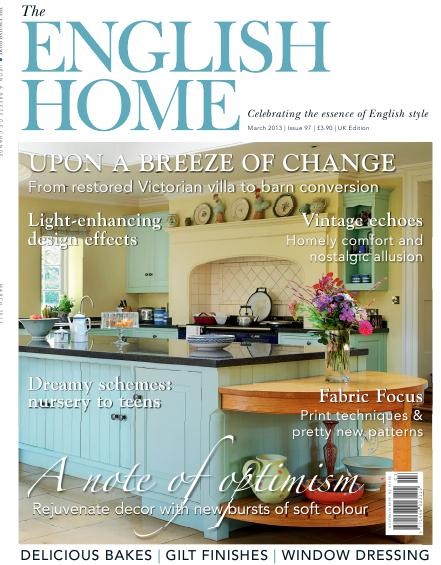 The
ENGLISH
HOME
Celebrating the essence of English style
March 2013 | Issue 97 | £3.90 | UK Edition
UPON A BREEZE OF CHANGE
From restored Victorian villa to barn conversion
Light-enhancing
design effects
Vintage echoes
Homely comfort and
nostalgic allusion
Dreamy schemes:
nursery to teens
Fabric Focus
Print techniques &
pretty new patterns
A note of optimism
Rejuvenate decor with new bursts of soft colour
DELICIOUS BAKES | GILT FINISHES | WINDOW DRESSING